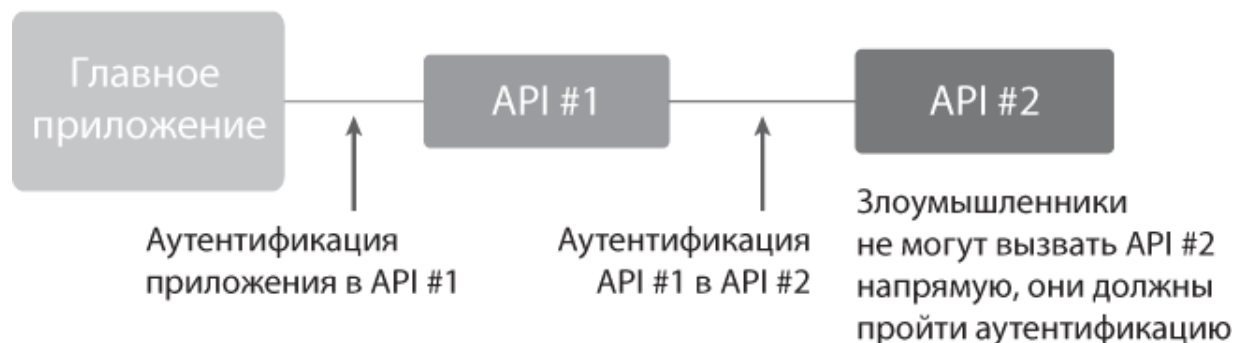 Главное
приложение
API #1
API #2
Аутентификация
приложения в API #1
Аутентификация
API #1 в API #2
Злоумышленники
не могут вызвать API #2
напрямую, они должны
пройти аутентификацию